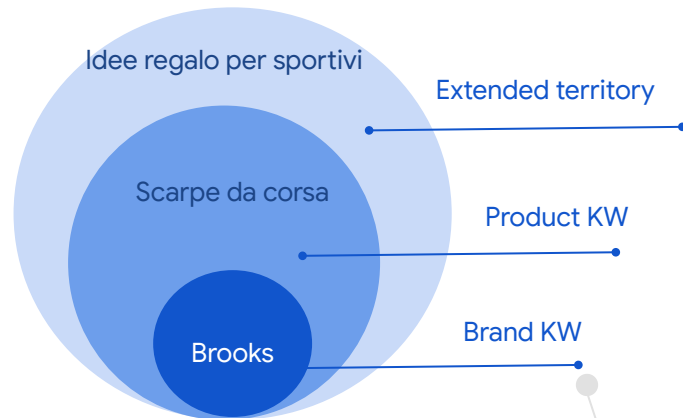 Idee regalo per sportivi
Extended territory
Scarpe da corsa
Product KW
Brand KW
Brooks